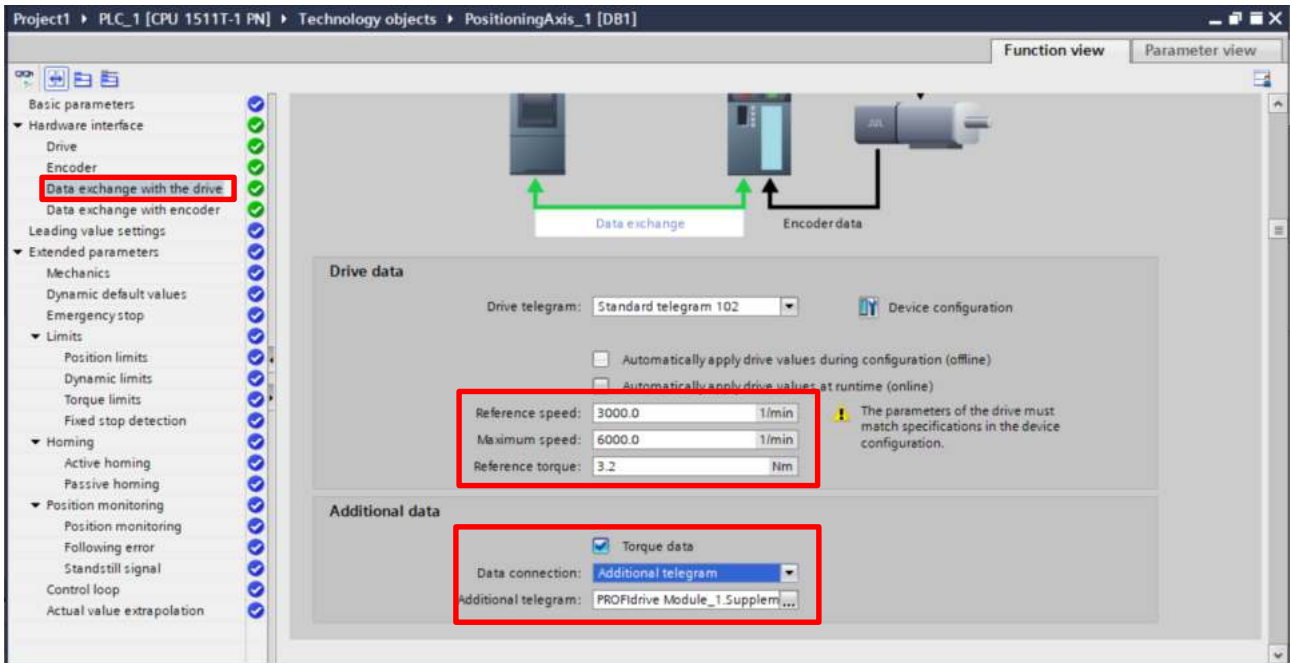 Project1 ▸ PLC_1 [CPU 1511T-1 PN] ▸ Technology objects ▸ PositioningAxis_1 [DB1]
Function view
Parameter view
Basic parameters
Hardware interface
Drive
Encoder
Data exchange with the drive
Data exchange with encoder
Leading value settings
Extended parameters
Mechanics
Dynamic default values
Emergency stop
Limits
Position limits
Dynamic limits
Torque limits
Fixed stop detection
Homing
Active homing
Passive homing
Position monitoring
Position monitoring
Following error
Standstill signal
Control loop
Actual value extrapolation
Data exchange
Encoder data
Drive data
Drive telegram: Standard telegram 102
Device configuration
Automatically apply drive values during configuration (offline)
Automatically apply drive values at runtime (online)
Reference speed: 3000.0 1/min
Maximum speed: 6000.0 1/min
Reference torque: 3.2 Nm
The parameters of the drive must
match specifications in the device
configuration.
Additional data
Torque data
Data connection: Additional telegram
Additional telegram: PROFIdrive Module_1.Supplem ...